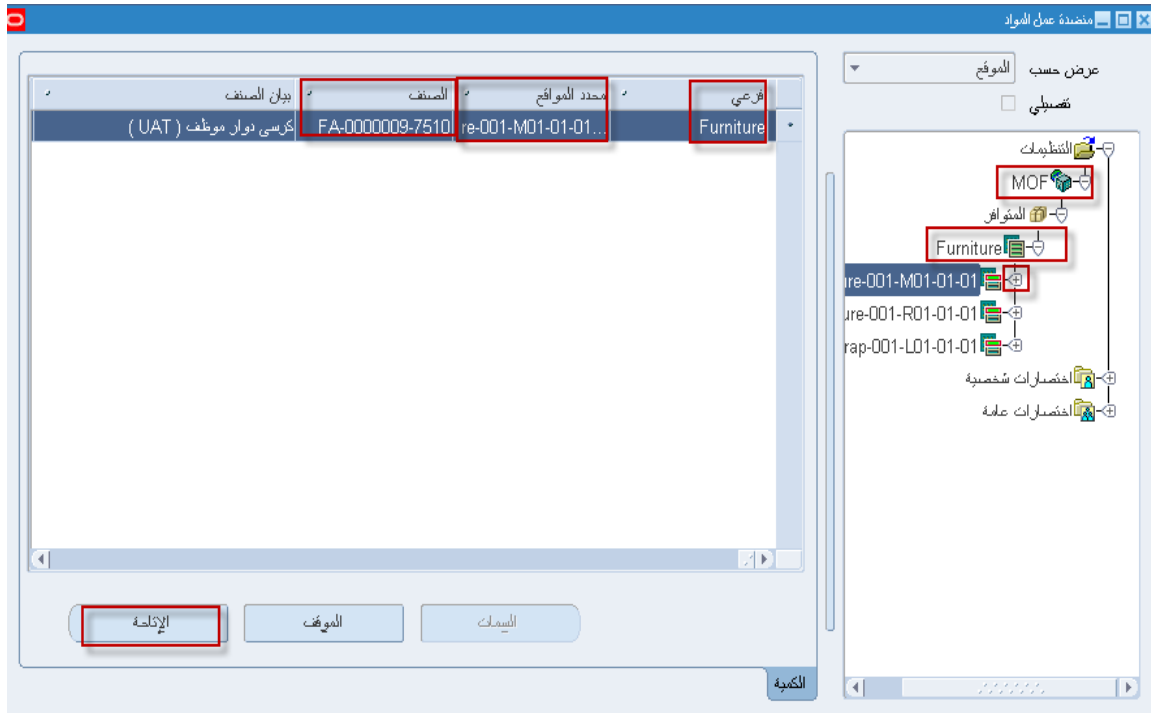 منضدة عمل المواد
عرض حسب الموقع
تفصيلي
التنظيمات
MOF
المتوافر
Furniture
ure-001-M01-01-01
ure-001-R01-01-01
rap-001-L01-01-01
اختصارات شخصية
اختصارات عامة
فرعي محدد المواقع الصنف بيان الصنف
Furniture re-001-M01-01-01... FA-0000009-7510 كرسى دوار موظف ( UAT )
السمات الموقف الإتاحة
الكمية